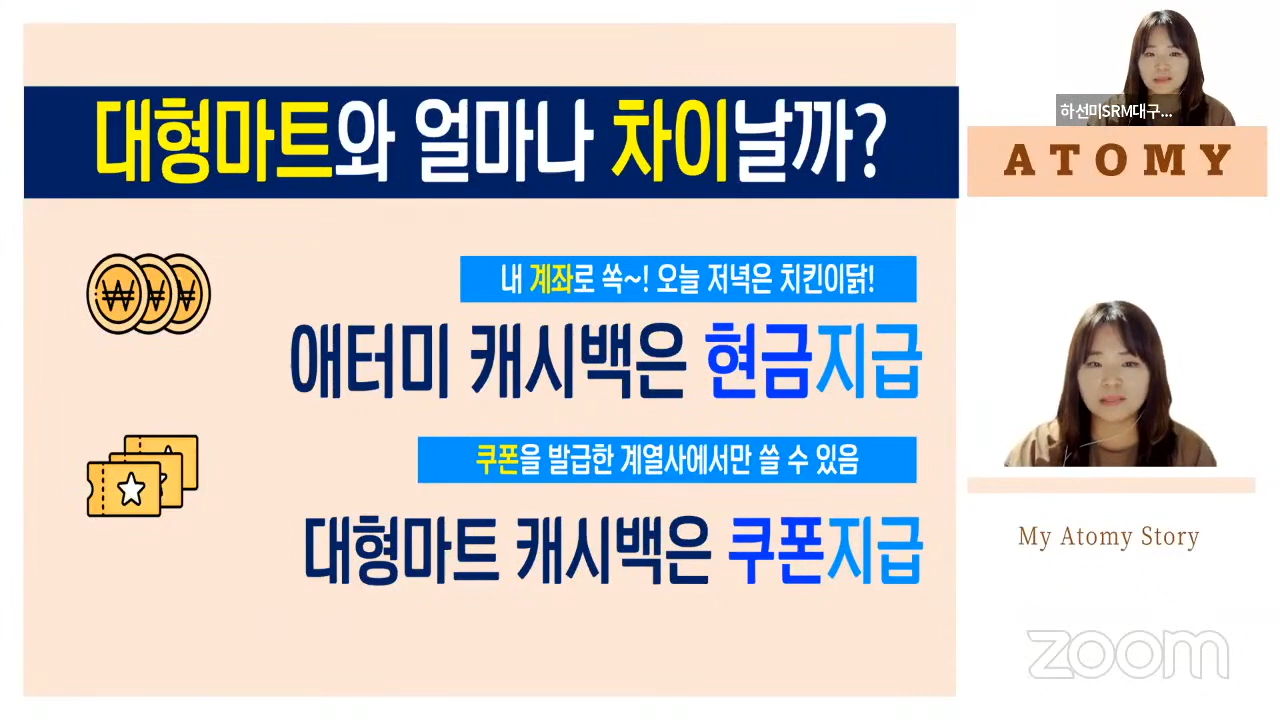 대형마트와 얼마나 차이날까?
내 계좌로 쏙~! 오늘 저녁은 치킨이닭!
애터미 캐시백은 현금지급
쿠폰을 발급한 계열사에서만 쓸 수 있음
대형마트 캐시백은 쿠폰지급
하선미SRM대구...
ATOMY
My Atomy Story
zoom